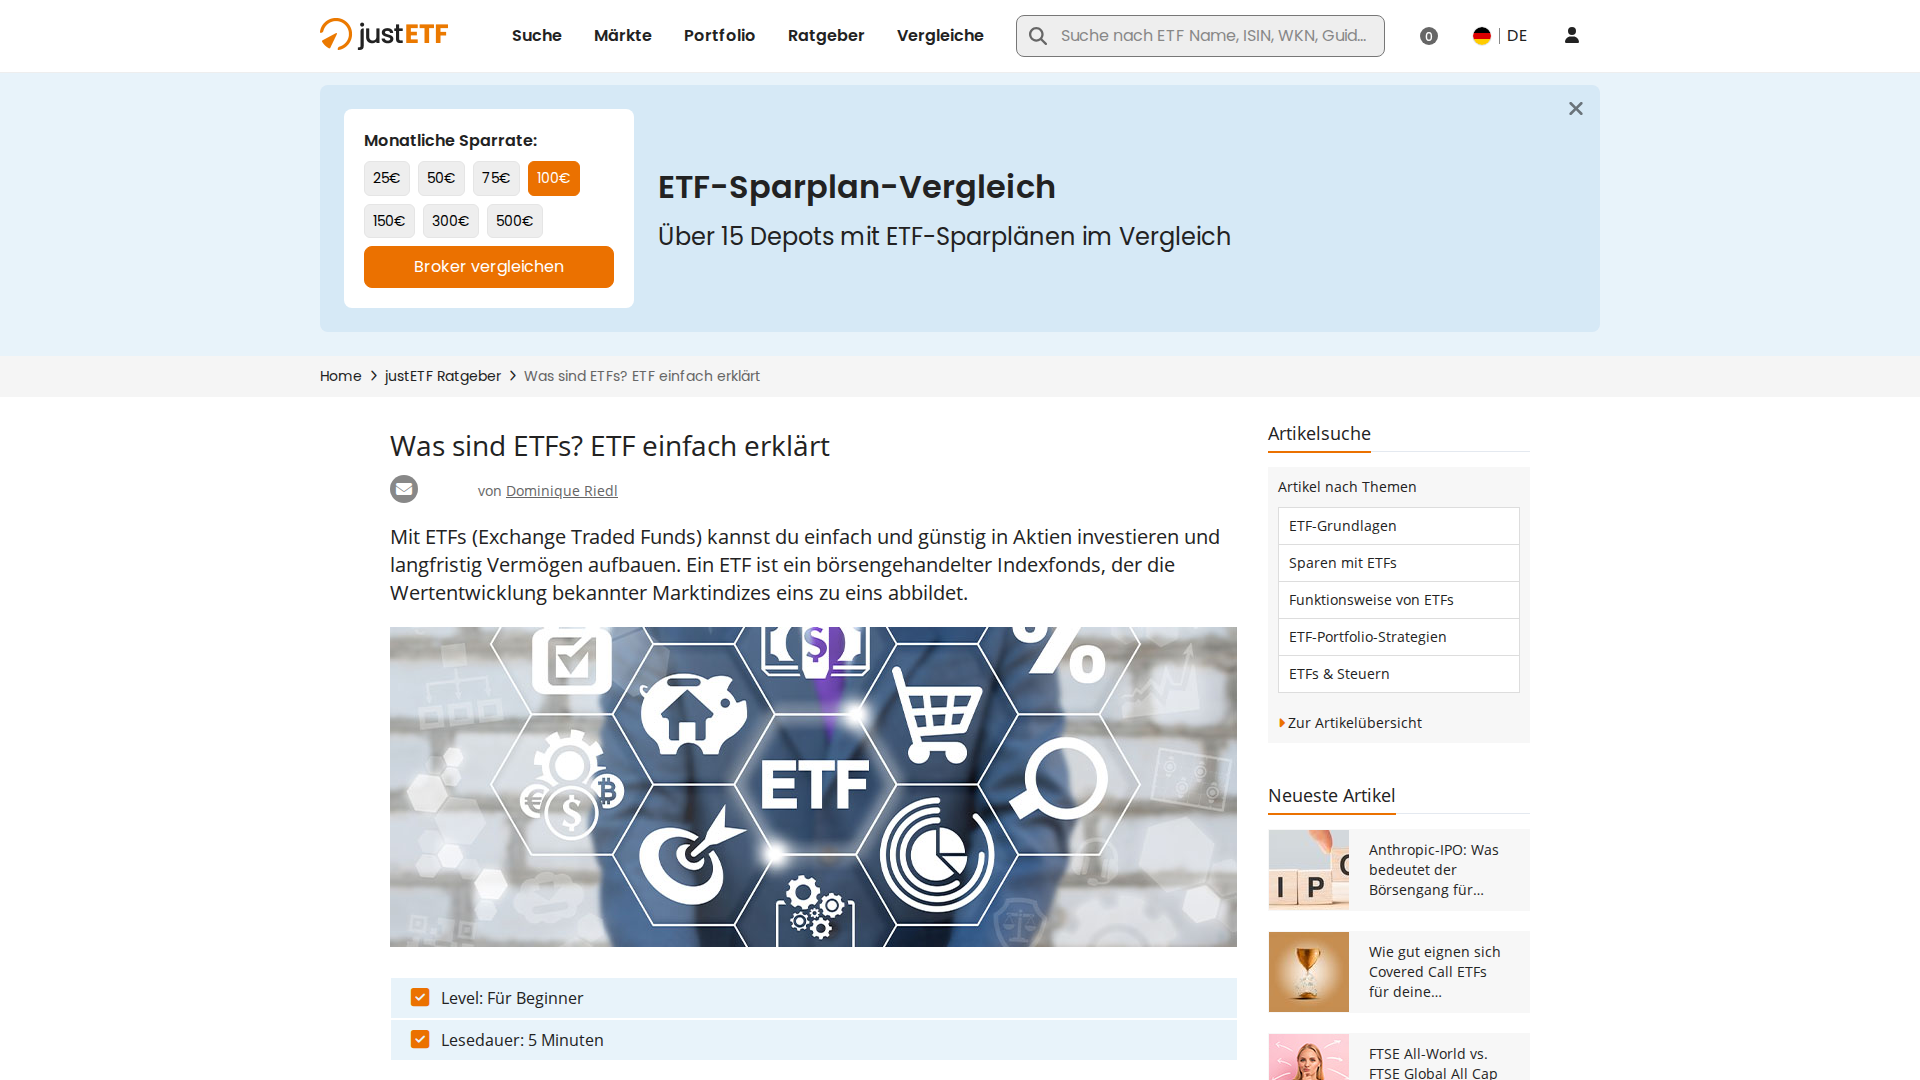 justETF
Suche
Märkte
Portfolio
Ratgeber
Vergleiche
Suche nach ETF Name, ISIN, WKN, Guid...
0
DE
Monatliche Sparrate:
25€
50€
75€
100€
150€
300€
500€
Broker vergleichen
ETF-Sparplan-Vergleich
Über 15 Depots mit ETF-Sparplänen im Vergleich
Home > justETF Ratgeber > Was sind ETFs? ETF einfach erklärt
Was sind ETFs? ETF einfach erklärt
von Dominique Riedl
Mit ETFs (Exchange Traded Funds) kannst du einfach und günstig in Aktien investieren und
langfristig Vermögen aufbauen. Ein ETF ist ein börsengehandelter Indexfonds, der die
Wertentwicklung bekannter Marktindizes eins zu eins abbildet.
$
%
ETF
€
$
B
Level: Für Beginner
Lesedauer: 5 Minuten
Artikelsuche
Artikel nach Themen
ETF-Grundlagen
Sparen mit ETFs
Funktionsweise von ETFs
ETF-Portfolio-Strategien
ETFs & Steuern
Zur Artikelübersicht
Neueste Artikel
I P O
Anthropic-IPO: Was
bedeutet der
Börsengang für...
Wie gut eignen sich
Covered Call ETFs
für deine...
FTSE All-World vs.
FTSE Global All Cap